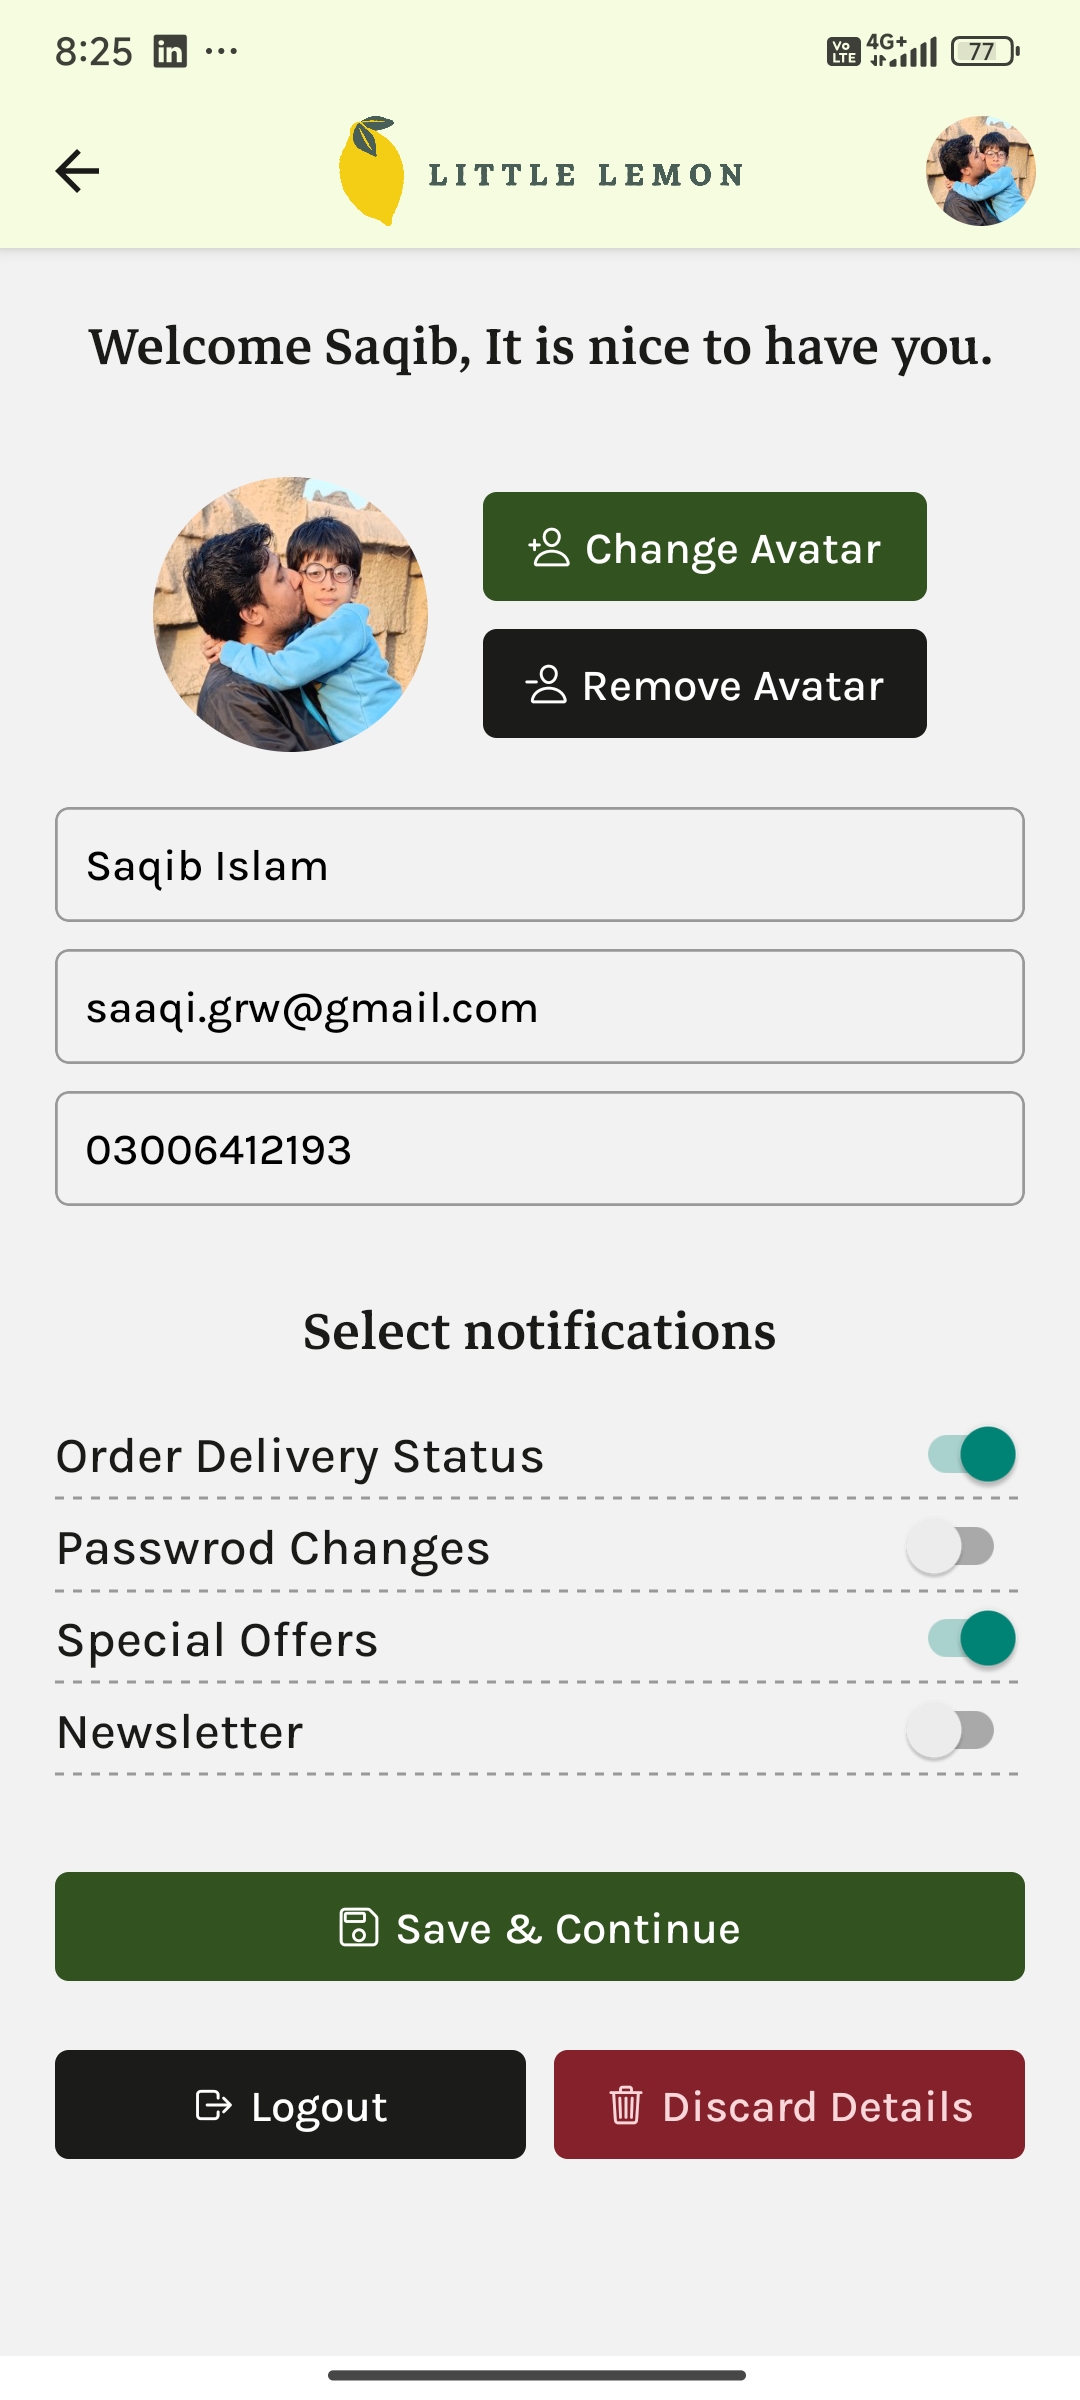 8:25 in ...
Vo LTE 4G+ 77
LITTLE LEMON
Welcome Saqib, It is nice to have you.
Change Avatar
Remove Avatar
Saqib Islam
saaqi.grw@gmail.com
03006412193
Select notifications
Order Delivery Status
Passwrod Changes
Special Offers
Newsletter
Save & Continue
Logout
Discard Details